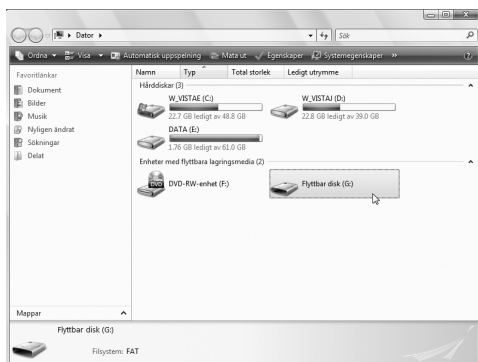 Dator
Sök
Ordna Visa Automatisk uppspelning Mata ut Egenskaper Systemegenskaper »
Favoritlänkar
Dokument
Bilder
Musik
Nyligen ändrat
Sökningar
Delat
Mappar
Namn Typ Total storlek Ledigt utrymme
Hårddiskar (3)
W_VISTAE (C:)
22.7 GB ledigt av 48.8 GB
W_VISTAJ (D:)
22.8 GB ledigt av 39.0 GB
DATA (E:)
1.76 GB ledigt av 61.0 GB
Enheter med flyttbara lagringsmedia (2)
DVD
DVD-RW-enhet (F:)
Flyttbar disk (G:)
Flyttbar disk (G:)
Filsystem: FAT